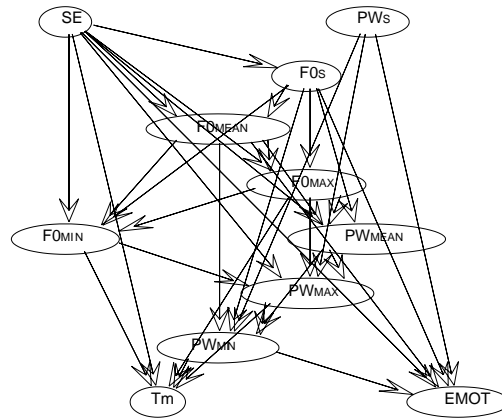 SE
PWS
F0S
F0MEAN
F0MAX
F0MIN
PWMEAN
PWMAX
PWMIN
Tm
EMOT